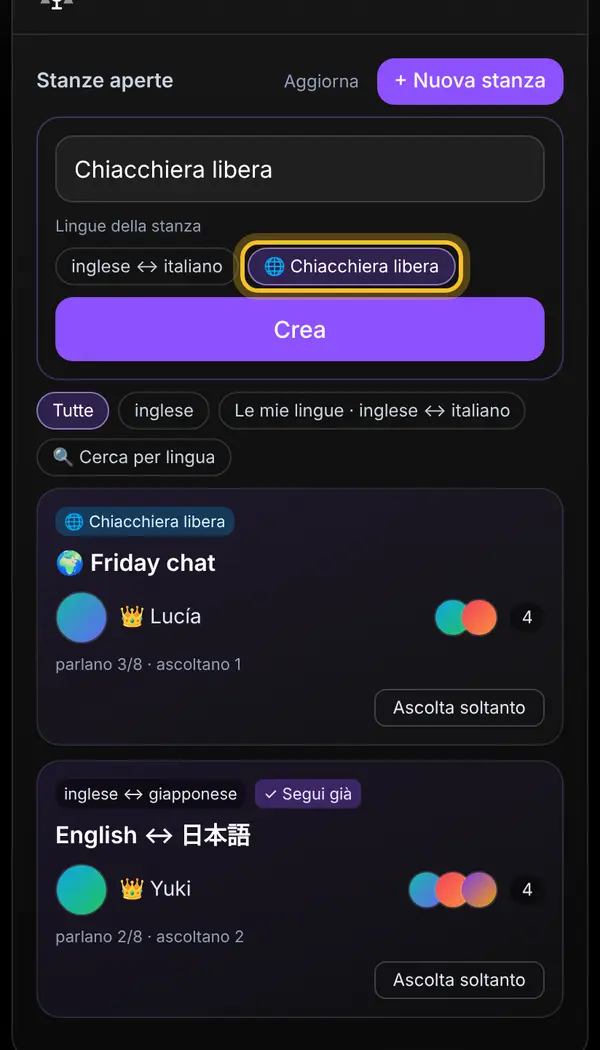 Stanze aperte
Aggiorna
+ Nuova stanza
Chiacchiera libera
Lingue della stanza
inglese ↔ italiano
🌐 Chiacchiera libera
Crea
Tutte
inglese
Le mie lingue · inglese ↔ italiano
🔍 Cerca per lingua
🌐 Chiacchiera libera
🌍 Friday chat
👑 Lucía
4
parlano 3/8 · ascoltano 1
Ascolta soltanto
inglese ↔ giapponese
✓ Segui già
English ↔ 日本語
👑 Yuki
4
parlano 2/8 · ascoltano 2
Ascolta soltanto